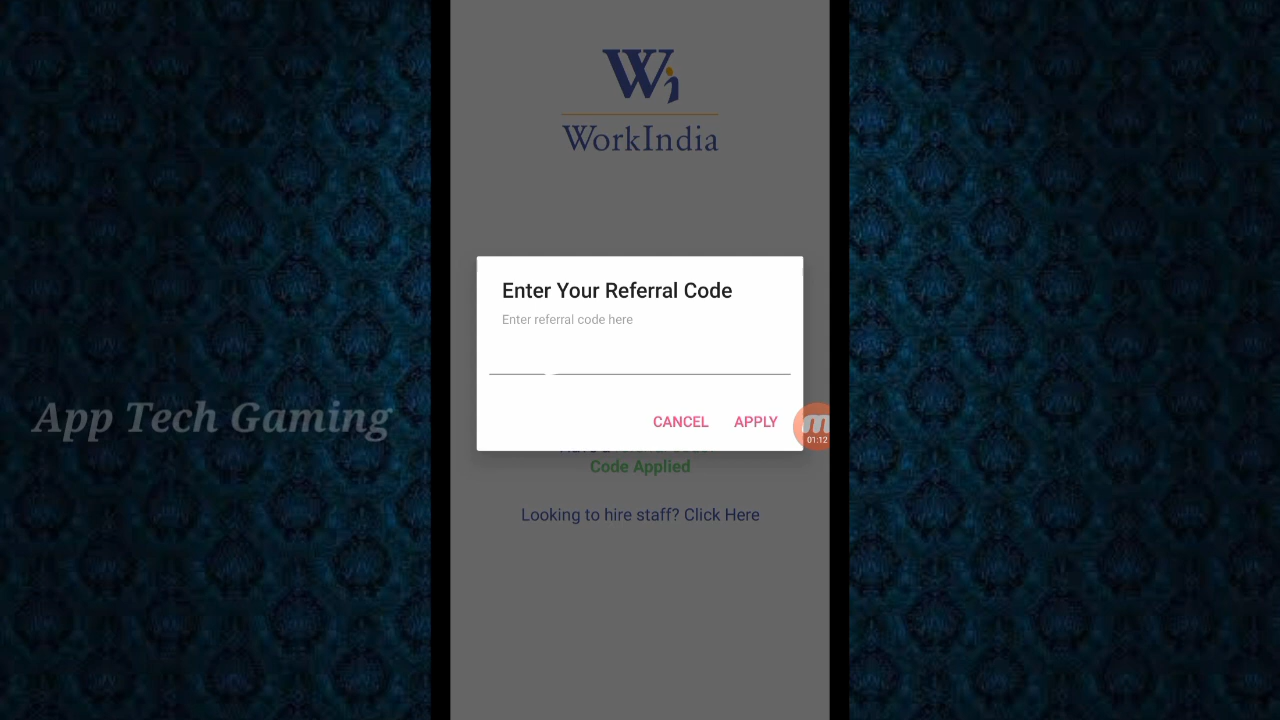 Wi
WorkIndia
Enter Your Referral Code
Enter referral code here
CANCEL APPLY
01:12
App Tech Gaming
Code Applied
Looking to hire staff? Click Here